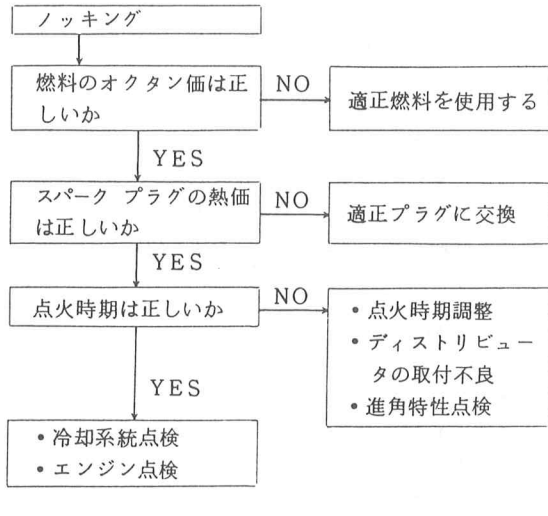 ノッキング
燃料のオクタン価は正
しいか
NO
適正燃料を使用する
YES
スパーク プラグの熱価
は正しいか
NO
適正プラグに交換
YES
点火時期は正しいか
NO
• 点火時期調整
• ディストリビュー
タの取付不良
• 進角特性点検
YES
• 冷却系統点検
• エンジン点検